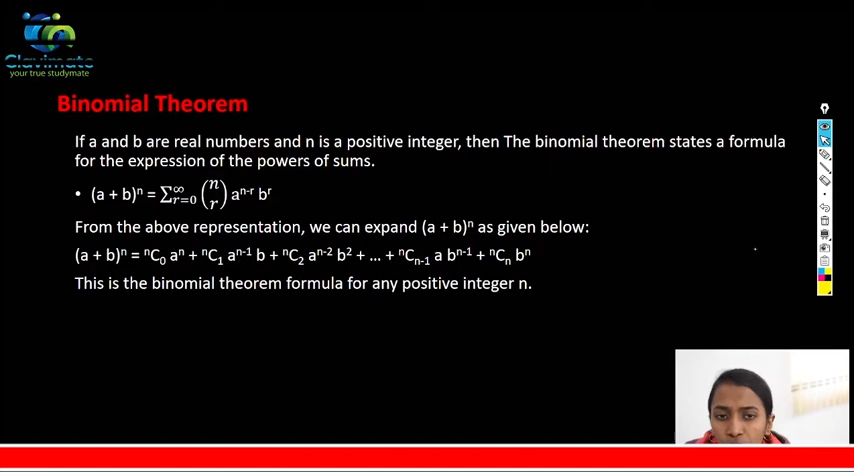 Clavimate
your true studymate
Binomial Theorem
If a and b are real numbers and n is a positive integer, then The binomial theorem states a formula
for the expression of the powers of sums.
• (a + b)ⁿ = ∑_{r=0}^{∞} (n r) aⁿ⁻ʳ bʳ
From the above representation, we can expand (a + b)ⁿ as given below:
(a + b)ⁿ = ⁿC₀ aⁿ + ⁿC₁ aⁿ⁻¹ b + ⁿC₂ aⁿ⁻² b² + ... + ⁿCₙ₋₁ a bⁿ⁻¹ + ⁿCₙ bⁿ
This is the binomial theorem formula for any positive integer n.